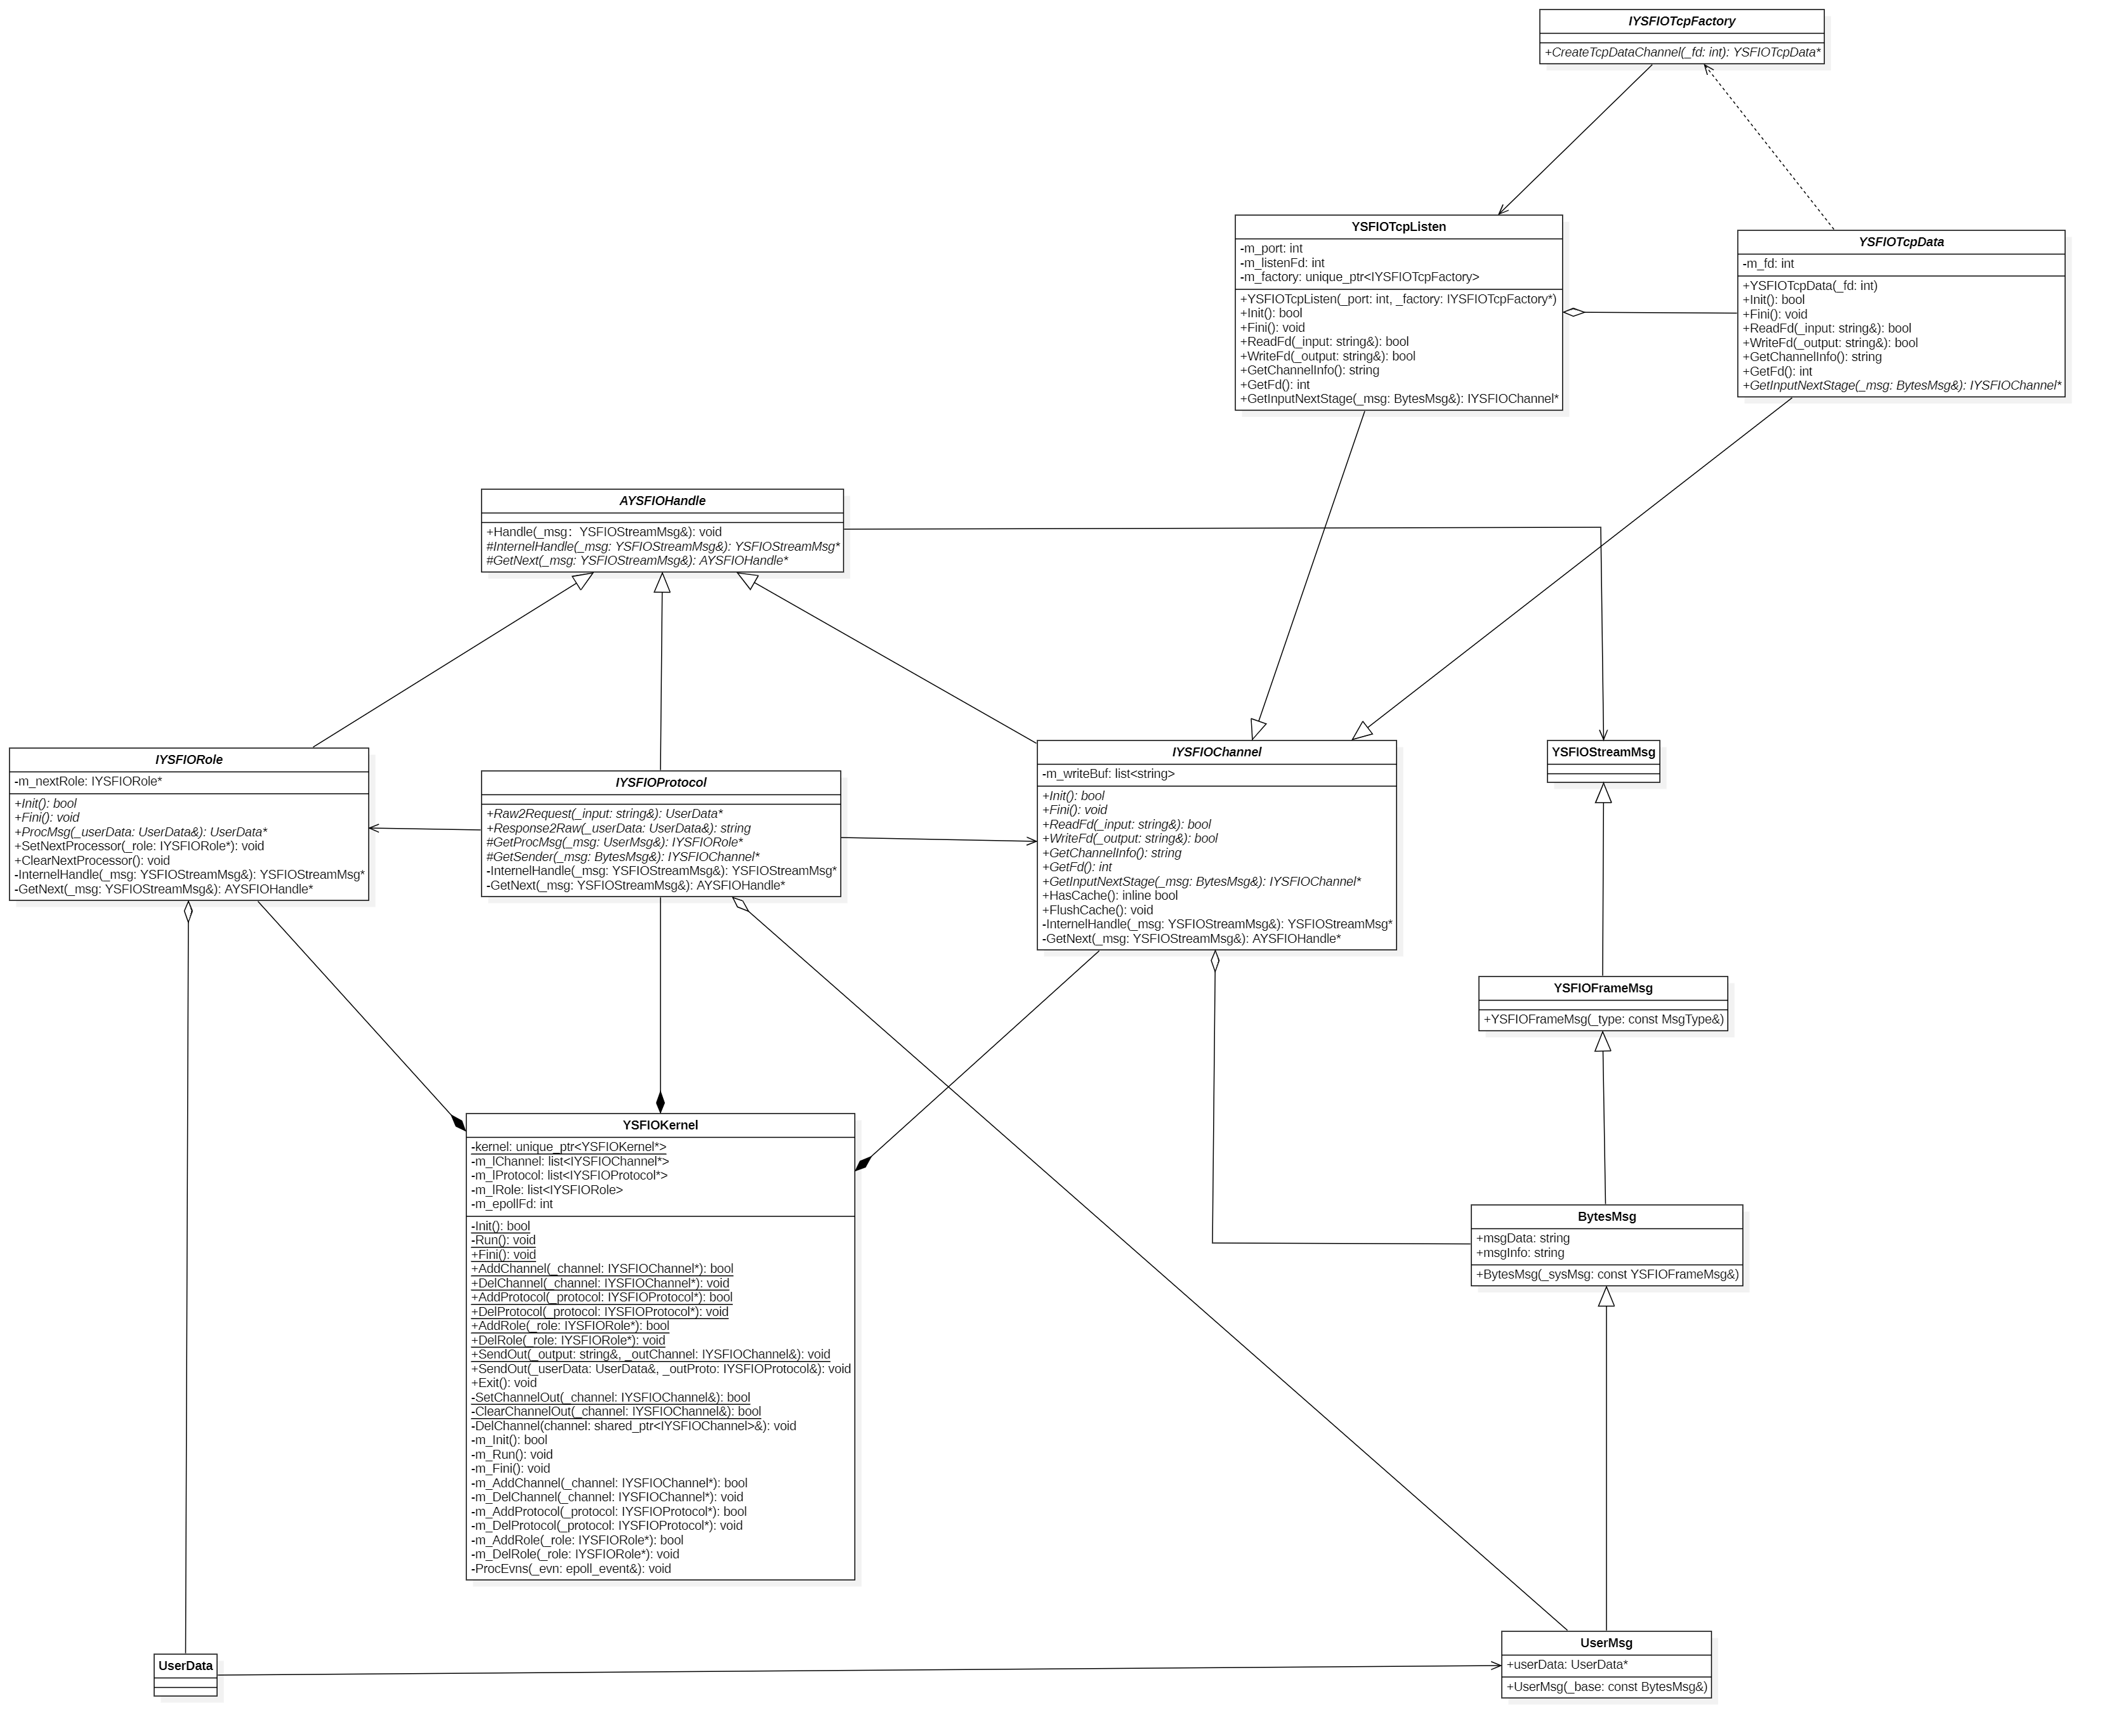 IYSFIOTcpFactory
+CreateTcpDataChannel(_fd: int): YSFIOTcpData*
YSFIOTcpListen
-m_port: int
-m_listenFd: int
-m_factory: unique_ptr<IYSFIOTcpFactory>
+YSFIOTcpListen(_port: int, _factory: IYSFIOTcpFactory*)
+Init(): bool
+Fini(): void
+ReadFd(_input: string&): bool
+WriteFd(_output: string&): bool
+GetChannelInfo(): string
+GetFd(): int
+GetInputNextStage(_msg: BytesMsg&): IYSFIOChannel*
YSFIOTcpData
-m_fd: int
+YSFIOTcpData(_fd: int)
+Init(): bool
+Fini(): void
+ReadFd(_input: string&): bool
+WriteFd(_output: string&): bool
+GetChannelInfo(): string
+GetFd(): int
+GetInputNextStage(_msg: BytesMsg&): IYSFIOChannel*
AYSFIOHandle
+Handle(_msg：YSFIOStreamMsg&): void
#InternelHandle(_msg: YSFIOStreamMsg&): YSFIOStreamMsg*
#GetNext(_msg: YSFIOStreamMsg&): AYSFIOHandle*
IYSFIORole
-m_nextRole: IYSFIORole*
+Init(): bool
+Fini(): void
+ProcMsg(_userData: UserData&): UserData*
+SetNextProcessor(_role: IYSFIORole*): void
+ClearNextProcessor(): void
-InternelHandle(_msg: YSFIOStreamMsg&): YSFIOStreamMsg*
-GetNext(_msg: YSFIOStreamMsg&): AYSFIOHandle*
IYSFIOProtocol
+Raw2Request(_input: string&): UserData*
+Response2Raw(_userData: UserData&): string
#GetProcMsg(_msg: UserMsg&): IYSFIORole*
#GetSender(_msg: BytesMsg&): IYSFIOChannel*
-InternelHandle(_msg: YSFIOStreamMsg&): YSFIOStreamMsg*
-GetNext(_msg: YSFIOStreamMsg&): AYSFIOHandle*
IYSFIOChannel
-m_writeBuf: list<string>
+Init(): bool
+Fini(): void
+ReadFd(_input: string&): bool
+WriteFd(_output: string&): bool
+GetChannelInfo(): string
+GetFd(): int
+GetInputNextStage(_msg: BytesMsg&): IYSFIOChannel*
+HasCache(): inline bool
+FlushCache(): void
-InternelHandle(_msg: YSFIOStreamMsg&): YSFIOStreamMsg*
-GetNext(_msg: YSFIOStreamMsg&): AYSFIOHandle*
YSFIOStreamMsg
YSFIOFrameMsg
+YSFIOFrameMsg(_type: const MsgType&)
YSFIOKernel
-kernel: unique_ptr<YSFIOKernel*>
-m_lChannel: list<IYSFIOChannel*>
-m_lProtocol: list<IYSFIOProtocol*>
-m_lRole: list<IYSFIORole>
-m_epollFd: int
-Init(): bool
-Run(): void
+Fini(): void
+AddChannel(_channel: IYSFIOChannel*): bool
+DelChannel(_channel: IYSFIOChannel*): void
+AddProtocol(_protocol: IYSFIOProtocol*): bool
+DelProtocol(_protocol: IYSFIOProtocol*): void
+AddRole(_role: IYSFIORole*): bool
+DelRole(_role: IYSFIORole*): void
+SendOut(_output: string&, _outChannel: IYSFIOChannel&): void
+SendOut(_userData: UserData&, _outProto: IYSFIOProtocol&): void
+Exit(): void
-SetChannelOut(_channel: IYSFIOChannel&): bool
-ClearChannelOut(_channel: IYSFIOChannel&): bool
-DelChannel(channel: shared_ptr<IYSFIOChannel>&): void
-m_Init(): bool
-m_Run(): void
-m_Fini(): void
-m_AddChannel(_channel: IYSFIOChannel*): bool
-m_DelChannel(_channel: IYSFIOChannel*): void
-m_AddProtocol(_protocol: IYSFIOProtocol*): bool
-m_DelProtocol(_protocol: IYSFIOProtocol*): void
-m_AddRole(_role: IYSFIORole*): bool
-m_DelRole(_role: IYSFIORole*): void
-ProcEvns(_evn: epoll_event&): void
BytesMsg
+msgData: string
+msgInfo: string
+BytesMsg(_sysMsg: const YSFIOFrameMsg&)
UserData
UserMsg
+userData: UserData*
+UserMsg(_base: const BytesMsg&)